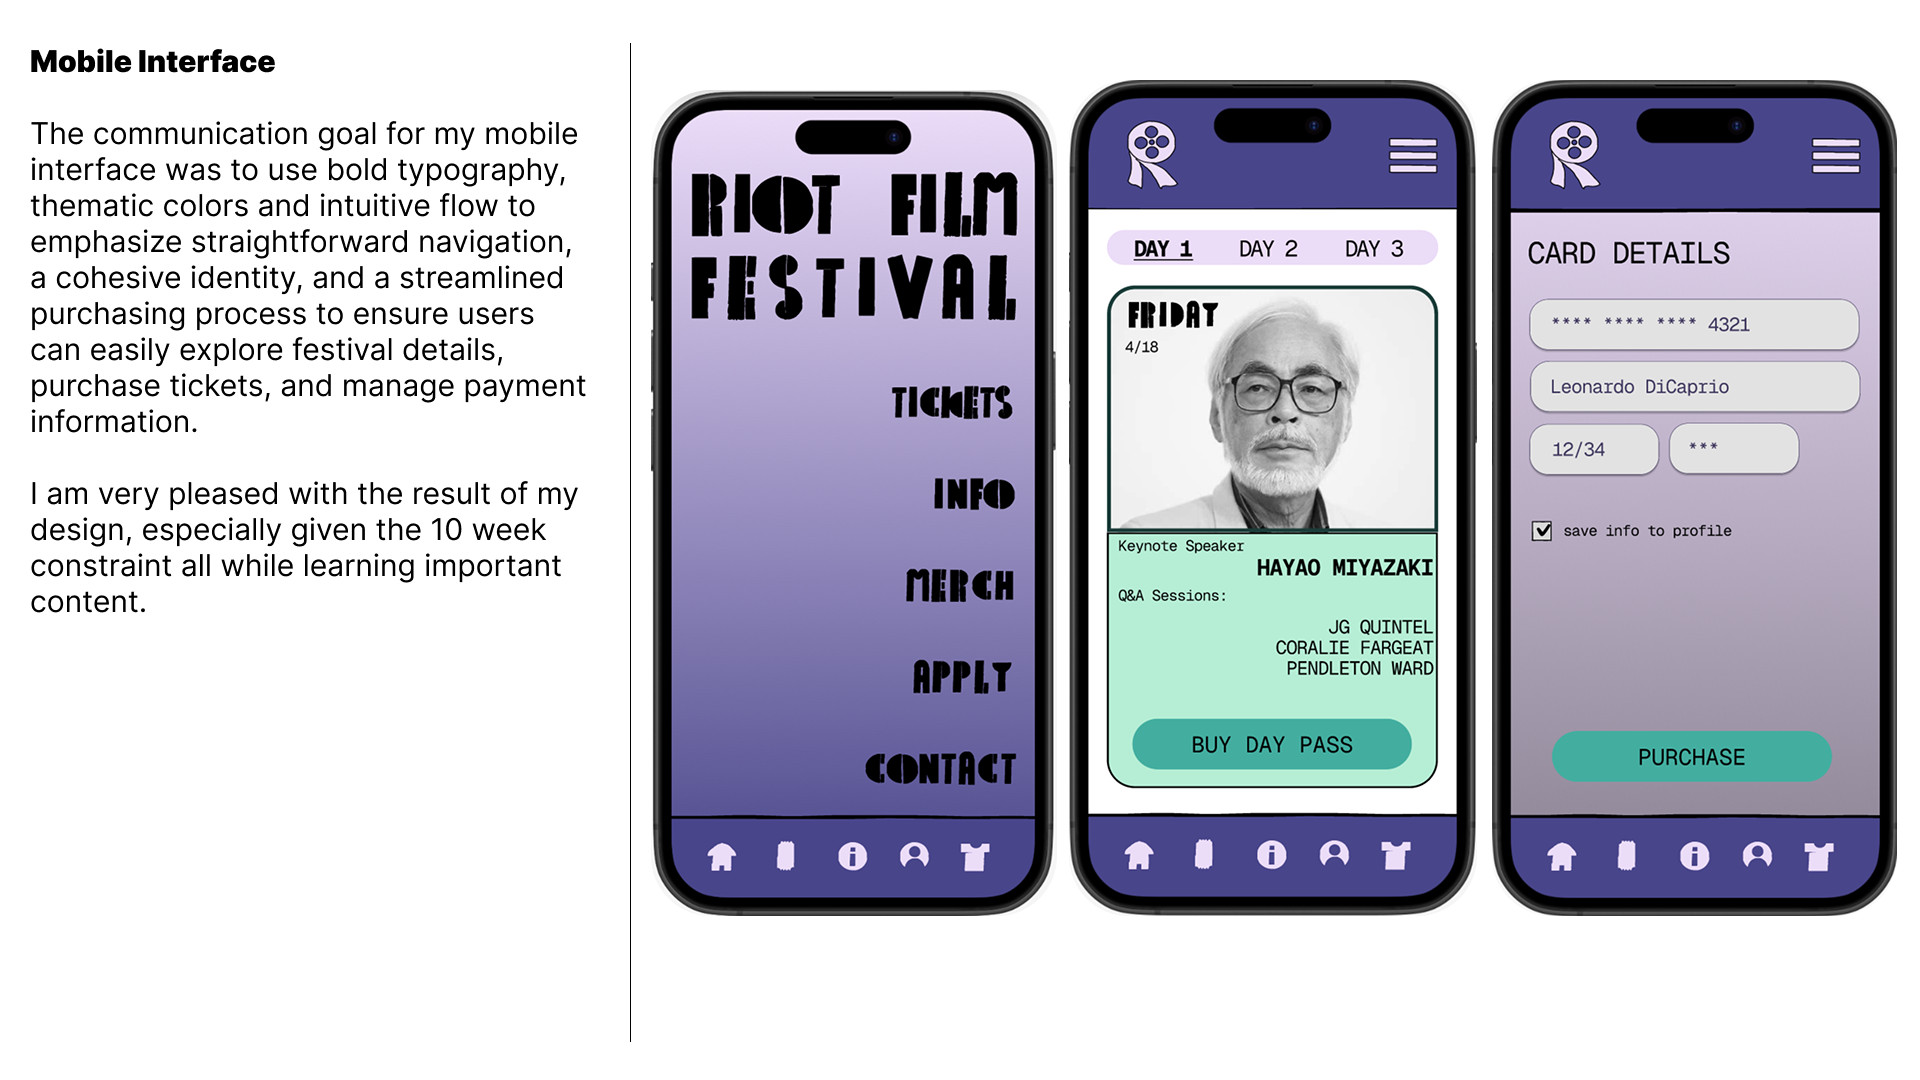 Mobile Interface
The communication goal for my mobile
interface was to use bold typography,
thematic colors and intuitive flow to
emphasize straightforward navigation,
a cohesive identity, and a streamlined
purchasing process to ensure users
can easily explore festival details,
purchase tickets, and manage payment
information.
I am very pleased with the result of my
design, especially given the 10 week
constraint all while learning important
content.
RIOT FILM
FESTIVAL
TICKETS
INFO
MERCH
APPLY
CONTACT
DAY 1 DAY 2 DAY 3
FRIDAY
4/18
Keynote Speaker
HAYAO MIYAZAKI
Q&A Sessions:
JG QUINTEL
CORALIE FARGEAT
PENDLETON WARD
BUY DAY PASS
CARD DETAILS
**** **** **** 4321
Leonardo DiCaprio
12/34 ***
save info to profile
PURCHASE